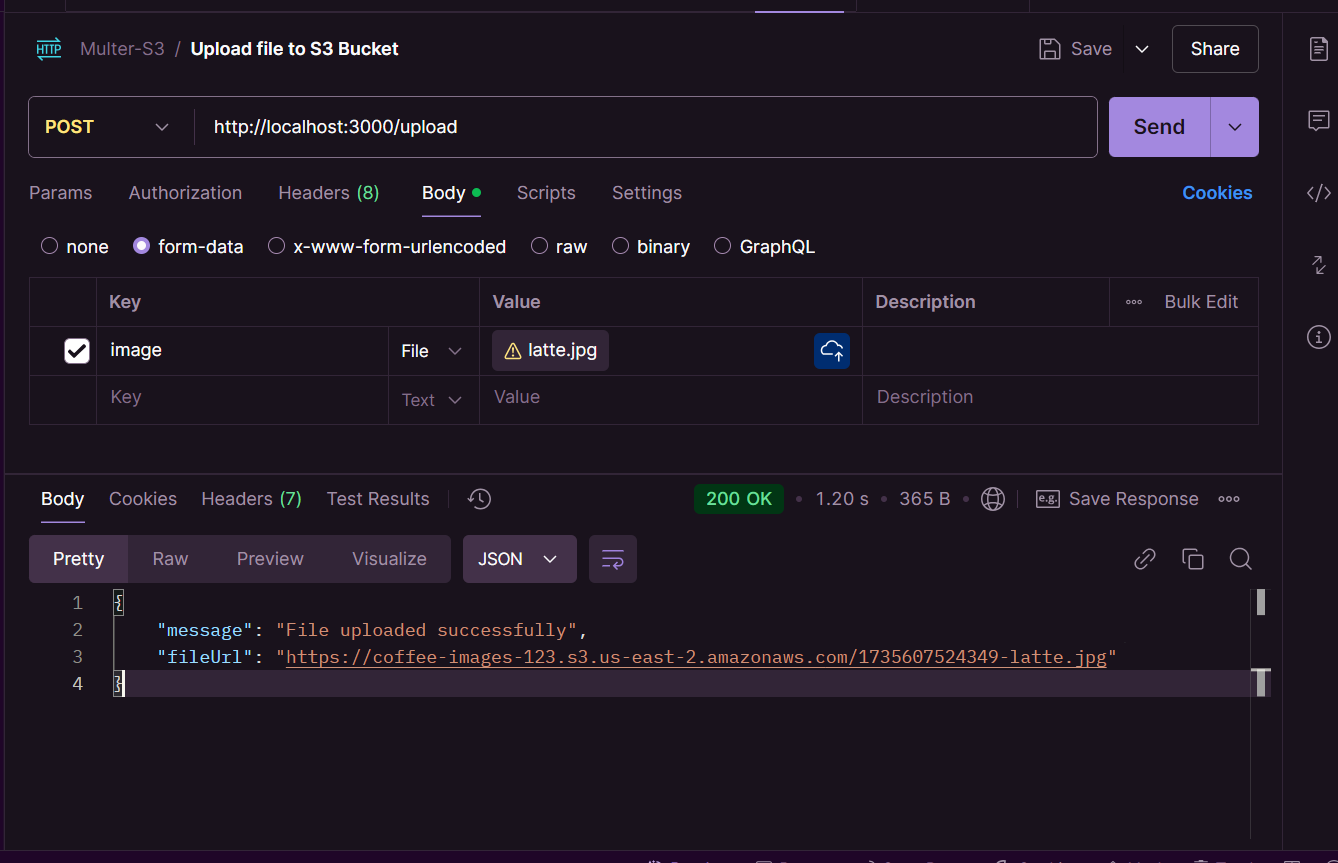 HTTP Multer-S3 / Upload file to S3 Bucket Save Share
POST http://localhost:3000/upload Send
Params Authorization Headers (8) Body Scripts Settings Cookies
none form-data x-www-form-urlencoded raw binary GraphQL
Key Value Description Bulk Edit
image File latte.jpg
Key Text Value Description
Body Cookies Headers (7) Test Results 200 OK 1.20 s 365 B e.g. Save Response
Pretty Raw Preview Visualize JSON
1 {
2 "message": "File uploaded successfully",
3 "fileUrl": "https://coffee-images-123.s3.us-east-2.amazonaws.com/1735607524349-latte.jpg"
4 }